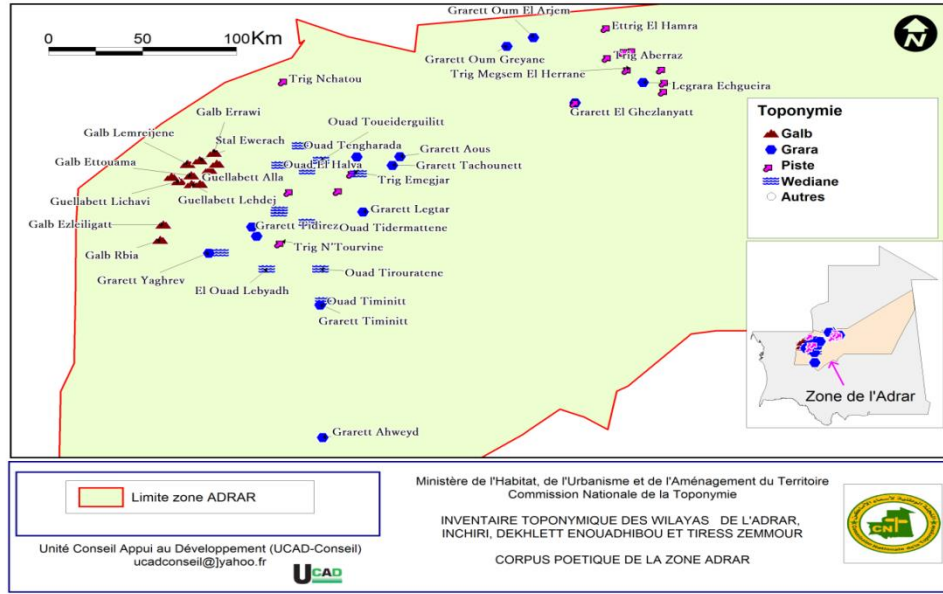 Grarett Oum El Arjem
Ettrig El Hamra
N
0 50 100 Km
Grarett Oum Greyane
Trig Aberraz
Trig Megsem El Herrane
Trig Nchatou
Legrara Echgueira
Grarett El Ghezlanyatt
Galb Errawi
Galb Lemreijene
Stal Ewerach
Ouad Toueiderguilitt
Ouad Tengharada
Grarett Aous
Galb Ettouama
Ouad El Halva
Grarett Tachounett
Guellabett Alla
Trig Emegjar
Guellabett Lichavi
Guellabett Lehdej
Grarett Legtar
Galb Ezleiligatt
Grarett Tidirez
Ouad Tidermattene
Galb Rbia
Trig N'Tourvine
Grarett Yaghrev
El Ouad Lebyadh
Ouad Tirouratene
Ouad Timinitt
Grarett Timinitt
Grarett Ahweyd
Toponymie
Galb
Grara
Piste
Wediane
Autres
Zone de l'Adrar
Limite zone ADRAR
Unité Conseil Appui au Développement (UCAD-Conseil)
ucadconseil@]yahoo.fr
UCAD
Ministère de l'Habitat, de l'Urbanisme et de l'Aménagement du Territoire
Commission Nationale de la Toponymie
INVENTAIRE TOPONYMIQUE DES WILAYAS DE L'ADRAR,
INCHIRI, DEKHLETT ENOUADHIBOU ET TIRESS ZEMMOUR
CORPUS POETIQUE DE LA ZONE ADRAR
CNT